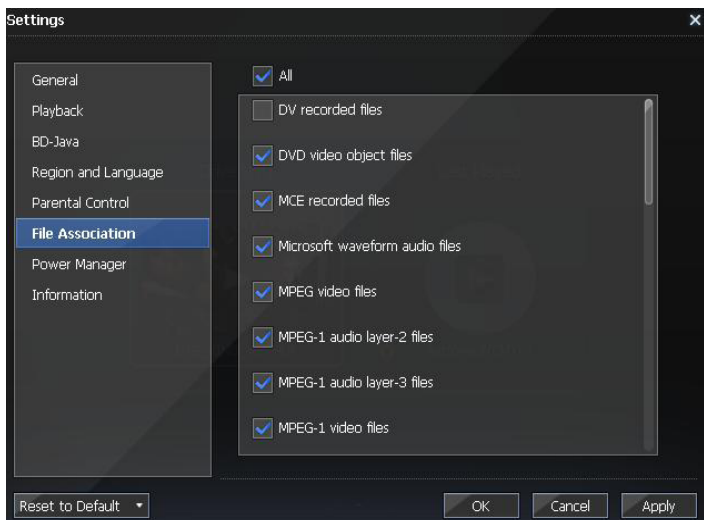 Settings
General
Playback
BD-Java
Region and Language
Parental Control
File Association
Power Manager
Information
All
DV recorded files
DVD video object files
MCE recorded files
Microsoft waveform audio files
MPEG video files
MPEG-1 audio layer-2 files
MPEG-1 audio layer-3 files
MPEG-1 video files
Reset to Default
OK
Cancel
Apply